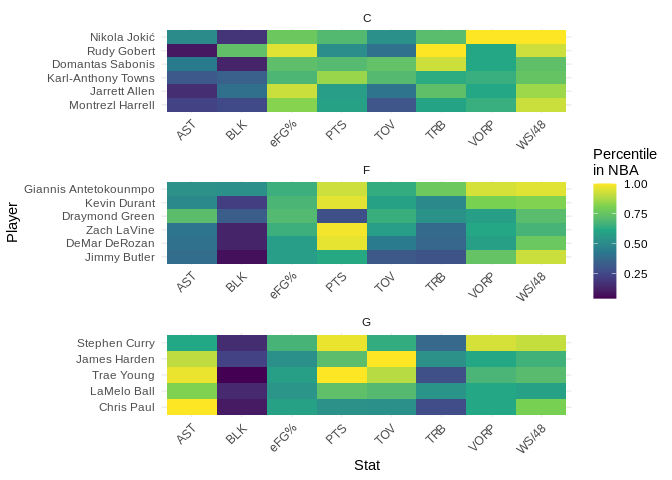 C
Nikola Jokić
Rudy Gobert
Domantas Sabonis
Karl-Anthony Towns
Jarrett Allen
Montrezl Harrell
AST BLK eFG% PTS TOV TRB VORP WS/48
F
Giannis Antetokounmpo
Kevin Durant
Draymond Green
Zach LaVine
DeMar DeRozan
Jimmy Butler
AST BLK eFG% PTS TOV TRB VORP WS/48
G
Stephen Curry
James Harden
Trae Young
LaMelo Ball
Chris Paul
AST BLK eFG% PTS TOV TRB VORP WS/48
Stat
Player
Percentile
in NBA
1.00
0.75
0.50
0.25